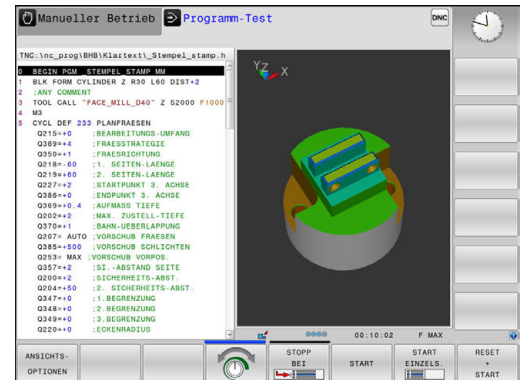 Manueller Betrieb
Programm-Test
DNC
TNC:\nc_prog\BHB\Klartext\_Stempel_stamp.h
0 BEGIN PGM _STEMPEL_STAMP MM
1 BLK FORM CYLINDER Z R30 L60 DIST+2
2 ;ANY COMMENT
3 TOOL CALL "FACE_MILL_D40" Z S2000 F1000
4 M3
5 CYCL DEF 233 PLANFRAESEN
Q215=+0 ;BEARBEITUNGS-UMFANG
Q389=+4 ;FRAESSTRATEGIE
Q350=+1 ;FRAESRICHTUNG
Q218=-60 ;1. SEITEN-LAENGE
Q219=+60 ;2. SEITEN-LAENGE
Q227=+2 ;STARTPUNKT 3. ACHSE
Q386=+0 ;ENDPUNKT 3. ACHSE
Q369=+0.4 ;AUFMASS TIEFE
Q202=+2 ;MAX. ZUSTELL-TIEFE
Q370=+1 ;BAHN-UEBERLAPPUNG
Q207= AUTO ;VORSCHUB FRAESEN
Q385=+500 ;VORSCHUB SCHLICHTEN
Q253= MAX ;VORSCHUB VORPOS.
Q357=+2 ;SI.-ABSTAND SEITE
Q200=+2 ;SICHERHEITS-ABST.
Q204=+50 ;2. SICHERHEITS-ABST.
Q347=+0 ;1.BEGRENZUNG
Q348=+0 ;2.BEGRENZUNG
Q349=+0 ;3.BEGRENZUNG
Q220=+0 ;ECKENRADIUS
Y Z X
00:10:02 F MAX
ANSICHTS-
OPTIONEN
STOPP
BEI
START
START
EINZELS.
RESET
+
START